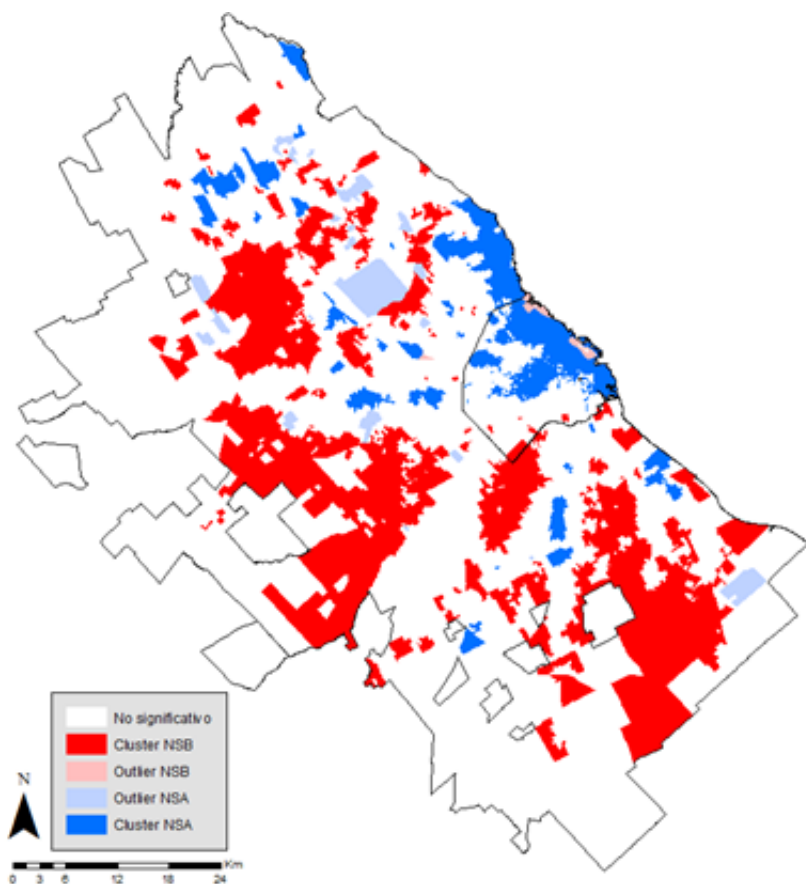 No significativo
Cluster NSB
Outlier NSB
Outlier NSA
Cluster NSA
N
Km
0 3 6 12 18 24